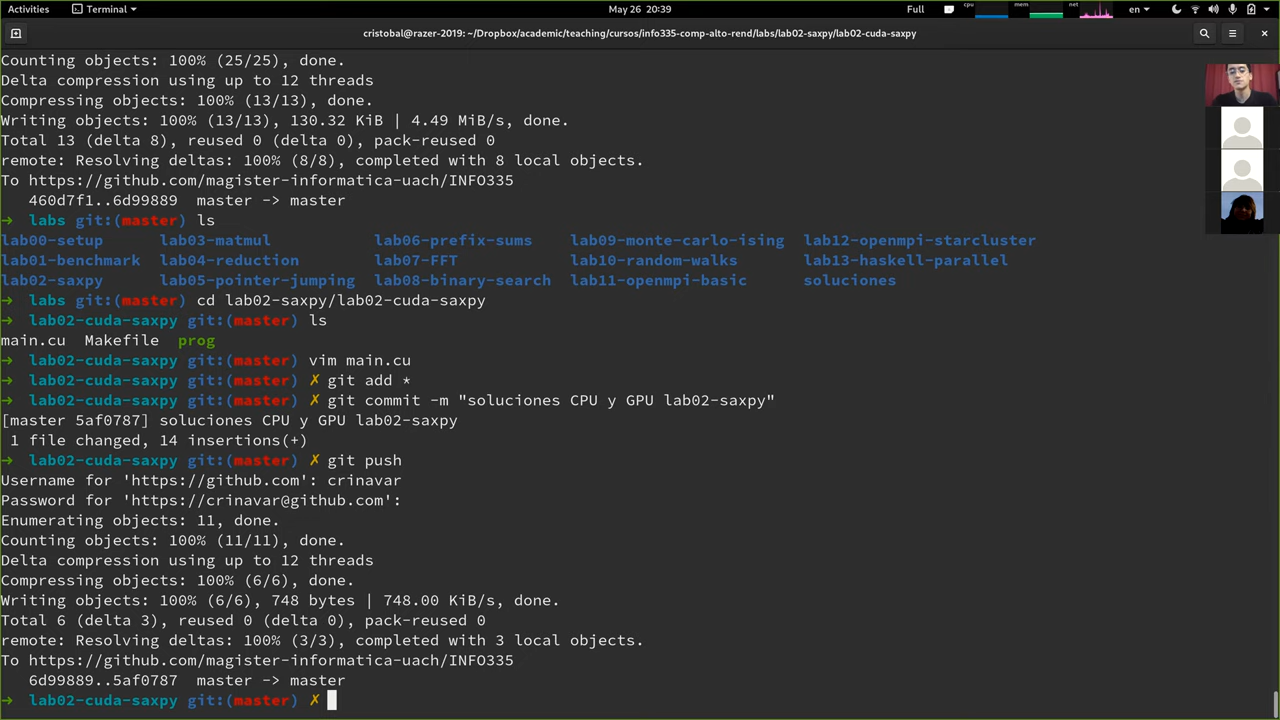 Activities
Terminal
May 26 20:39
Full
cpu
mem
net
en
cristobal@razer-2019: ~/Dropbox/academic/teaching/cursos/info335-comp-alto-rend/labs/lab02-saxpy/lab02-cuda-saxpy
Counting objects: 100% (25/25), done.
Delta compression using up to 12 threads
Compressing objects: 100% (13/13), done.
Writing objects: 100% (13/13), 130.32 KiB | 4.49 MiB/s, done.
Total 13 (delta 8), reused 0 (delta 0), pack-reused 0
remote: Resolving deltas: 100% (8/8), completed with 8 local objects.
To https://github.com/magister-informatica-uach/INFO335
   460d7f1..6d99889  master -> master
→ labs git:(master) ls
lab00-setup lab03-matmul lab06-prefix-sums lab09-monte-carlo-ising lab12-openmpi-starcluster
lab01-benchmark lab04-reduction lab07-FFT lab10-random-walks lab13-haskell-parallel
lab02-saxpy lab05-pointer-jumping lab08-binary-search lab11-openmpi-basic soluciones
→ labs git:(master) cd lab02-saxpy/lab02-cuda-saxpy
→ lab02-cuda-saxpy git:(master) ls
main.cu Makefile prog
→ lab02-cuda-saxpy git:(master) vim main.cu
→ lab02-cuda-saxpy git:(master) ✗ git add *
→ lab02-cuda-saxpy git:(master) ✗ git commit -m "soluciones CPU y GPU lab02-saxpy"
[master 5af0787] soluciones CPU y GPU lab02-saxpy
 1 file changed, 14 insertions(+)
→ lab02-cuda-saxpy git:(master) ✗ git push
Username for 'https://github.com': crinavar
Password for 'https://crinavar@github.com':
Enumerating objects: 11, done.
Counting objects: 100% (11/11), done.
Delta compression using up to 12 threads
Compressing objects: 100% (6/6), done.
Writing objects: 100% (6/6), 748 bytes | 748.00 KiB/s, done.
Total 6 (delta 3), reused 0 (delta 0), pack-reused 0
remote: Resolving deltas: 100% (3/3), completed with 3 local objects.
To https://github.com/magister-informatica-uach/INFO335
   6d99889..5af0787  master -> master
→ lab02-cuda-saxpy git:(master) ✗